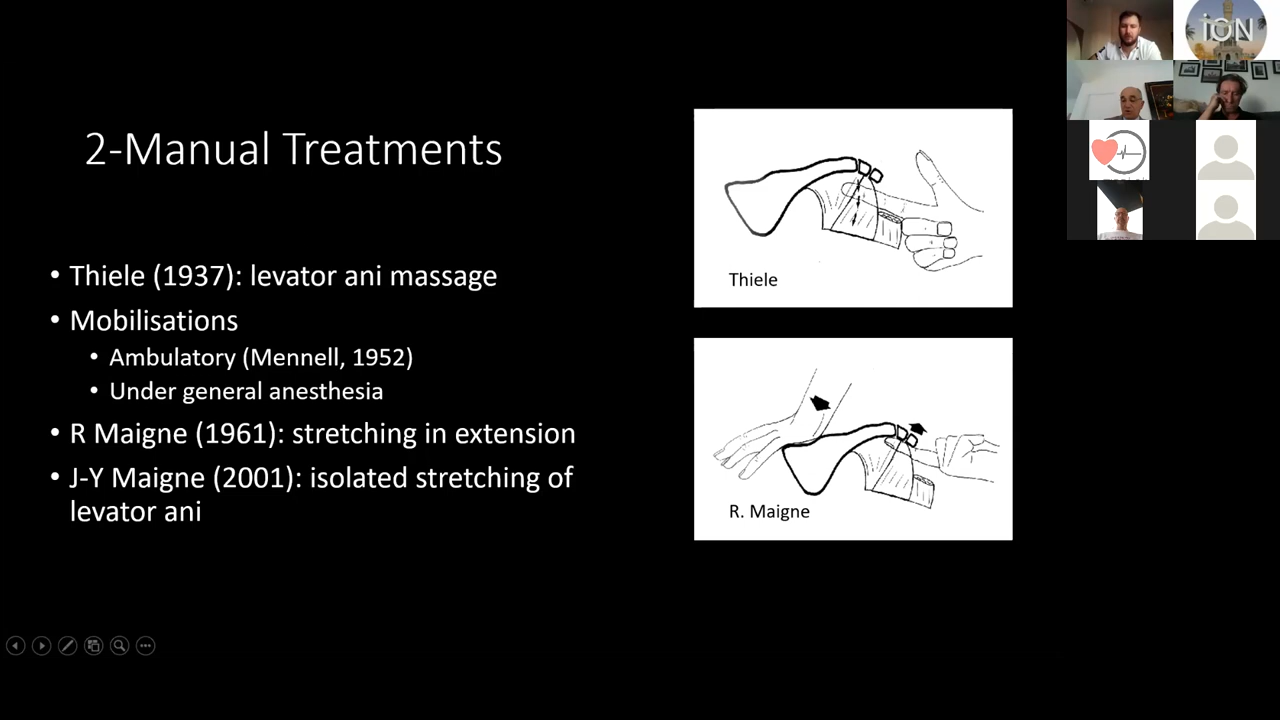 2-Manual Treatments
• Thiele (1937): levator ani massage
• Mobilisations
• Ambulatory (Mennell, 1952)
• Under general anesthesia
• R Maigne (1961): stretching in extension
• J-Y Maigne (2001): isolated stretching of
levator ani
Thiele
R. Maigne
iON